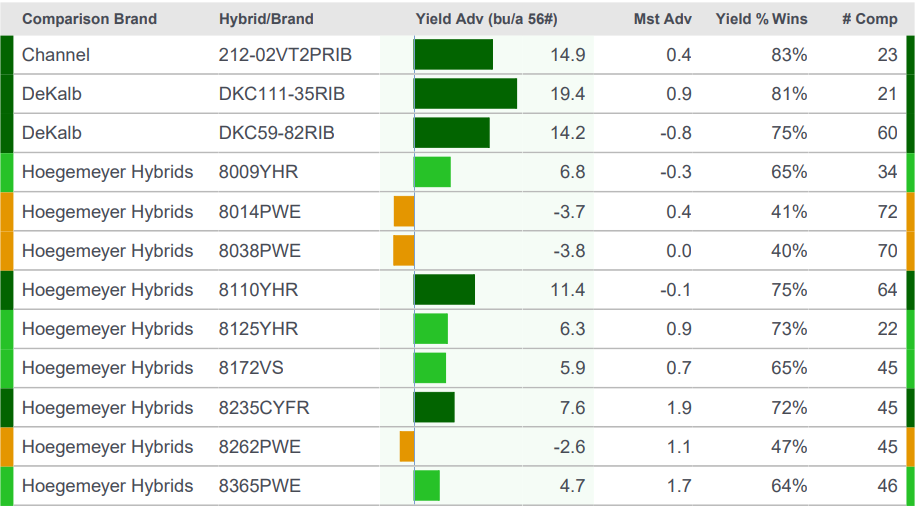 Comparison Brand Hybrid/Brand Yield Adv (bu/a 56#) Mst Adv Yield % Wins # Comp
Channel 212-02VT2PRIB 14.9 0.4 83% 23
DeKalb DKC111-35RIB 19.4 0.9 81% 21
DeKalb DKC59-82RIB 14.2 -0.8 75% 60
Hoegemeyer Hybrids 8009YHR 6.8 -0.3 65% 34
Hoegemeyer Hybrids 8014PWE -3.7 0.4 41% 72
Hoegemeyer Hybrids 8038PWE -3.8 0.0 40% 70
Hoegemeyer Hybrids 8110YHR 11.4 -0.1 75% 64
Hoegemeyer Hybrids 8125YHR 6.3 0.9 73% 22
Hoegemeyer Hybrids 8172VS 5.9 0.7 65% 45
Hoegemeyer Hybrids 8235CYFR 7.6 1.9 72% 45
Hoegemeyer Hybrids 8262PWE -2.6 1.1 47% 45
Hoegemeyer Hybrids 8365PWE 4.7 1.7 64% 46